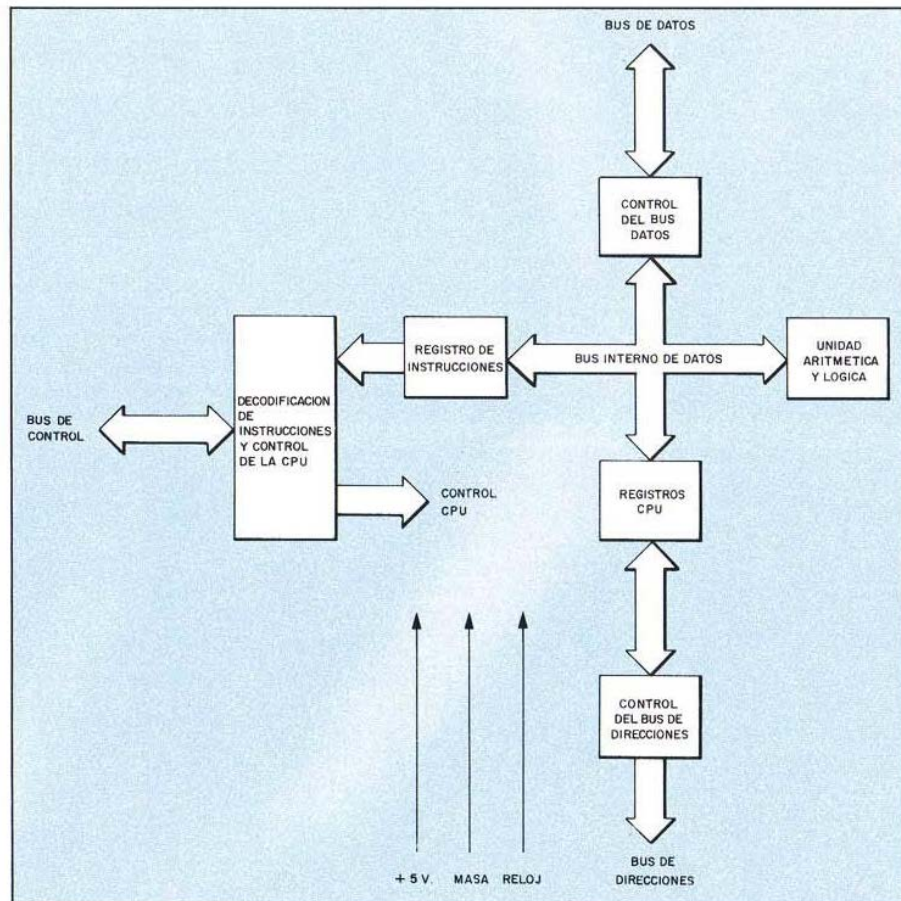 BUS DE DATOS
CONTROL
DEL BUS
DATOS
REGISTRO DE
INSTRUCCIONES
BUS INTERNO DE DATOS
UNIDAD
ARITMETICA
Y LOGICA
DECODIFICACION
DE
INSTRUCCIONES
Y CONTROL
DE LA CPU
BUS DE
CONTROL
CONTROL
CPU
REGISTROS
CPU
CONTROL
DEL BUS DE
DIRECCIONES
+ 5 V. MASA RELOJ
BUS DE
DIRECCIONES